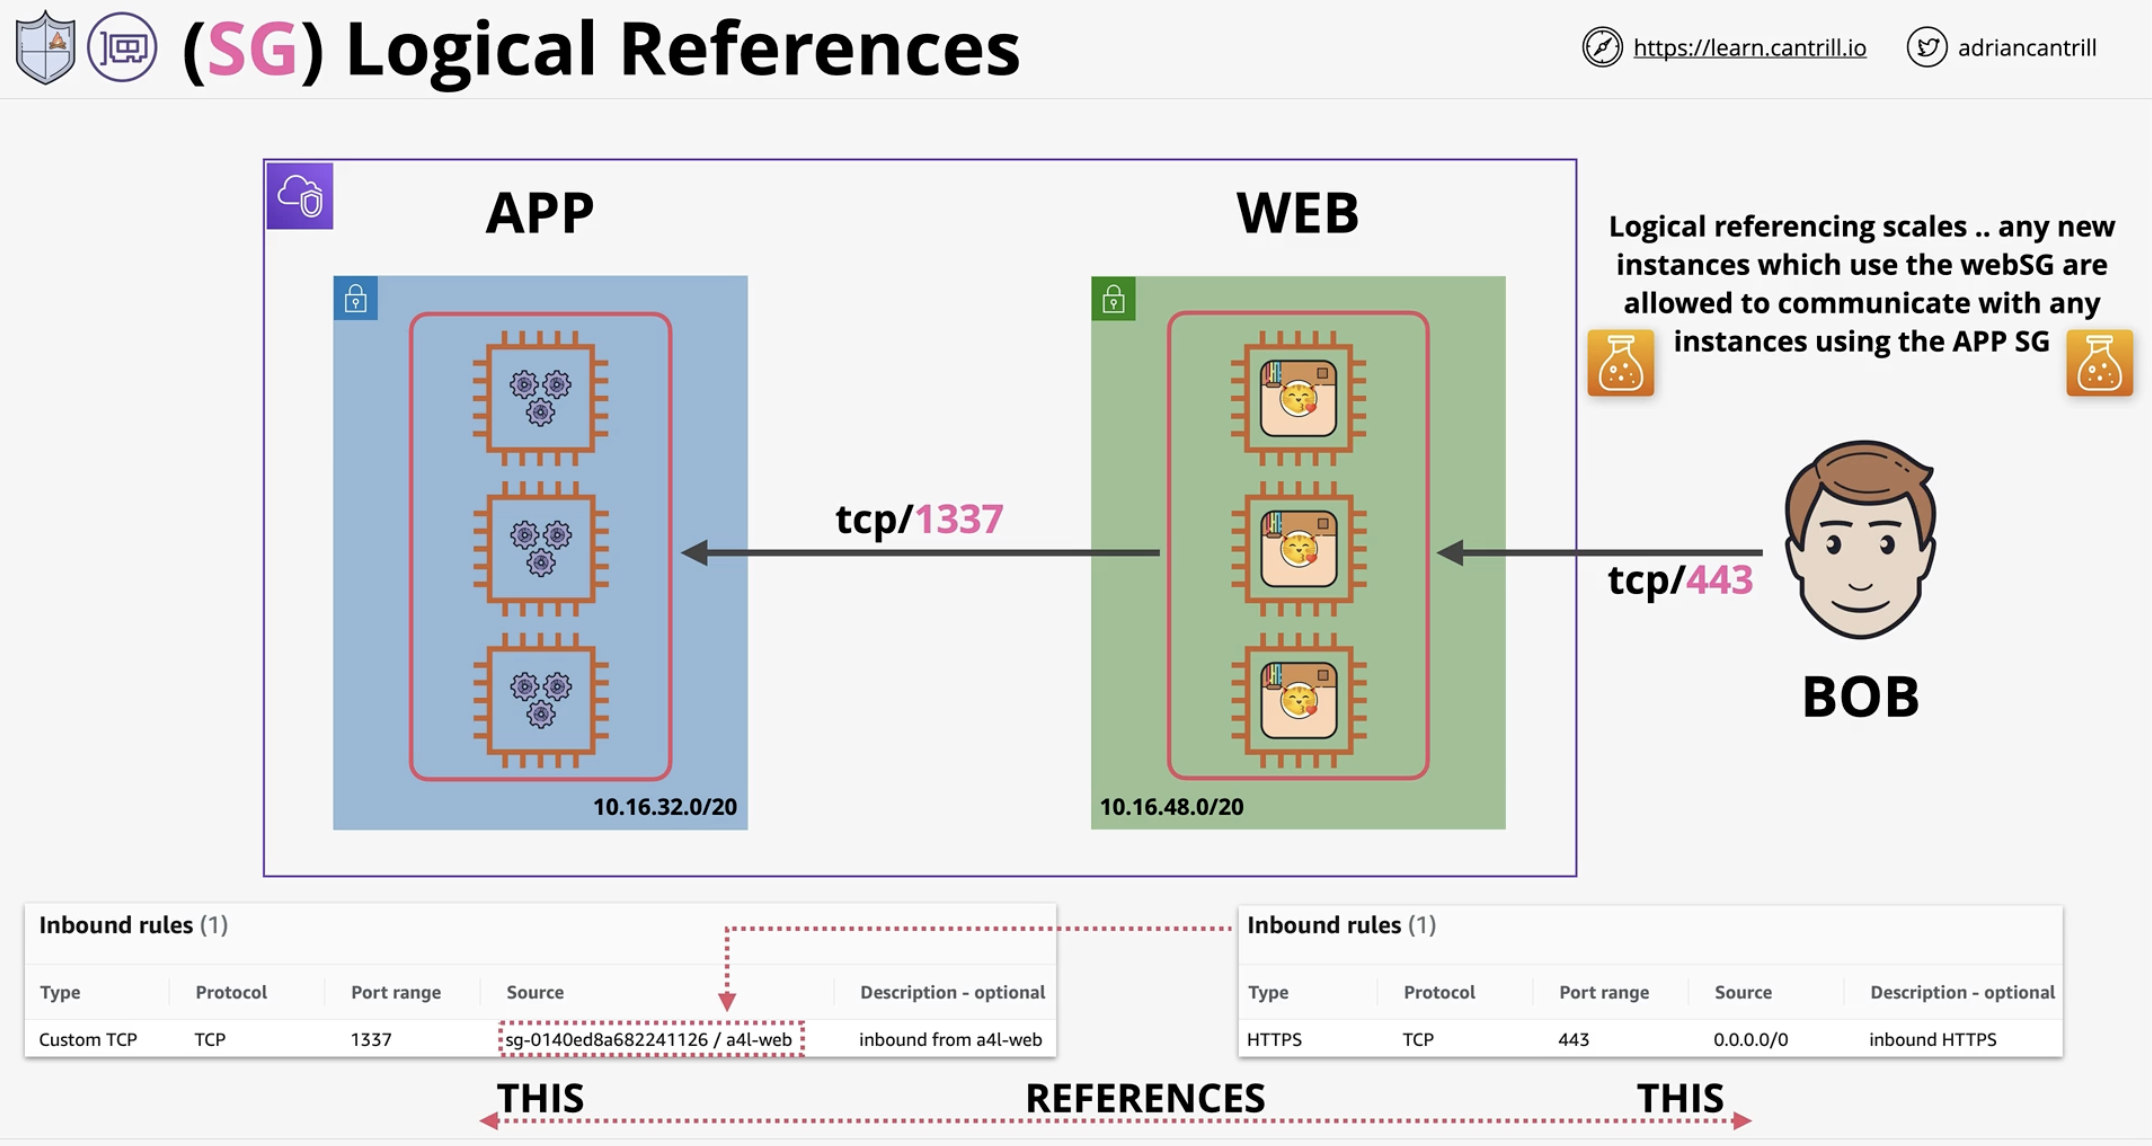 (SG) Logical References
https://learn.cantrill.io
adriancantrill
APP
WEB
Logical referencing scales .. any new
instances which use the webSG are
allowed to communicate with any
instances using the APP SG
tcp/1337
tcp/443
BOB
10.16.32.0/20
10.16.48.0/20
Inbound rules (1)
Type Protocol Port range Source Description - optional
Custom TCP TCP 1337 sg-0140ed8a682241126 / a4l-web inbound from a4l-web
Inbound rules (1)
Type Protocol Port range Source Description - optional
HTTPS TCP 443 0.0.0.0/0 inbound HTTPS
THIS REFERENCES THIS